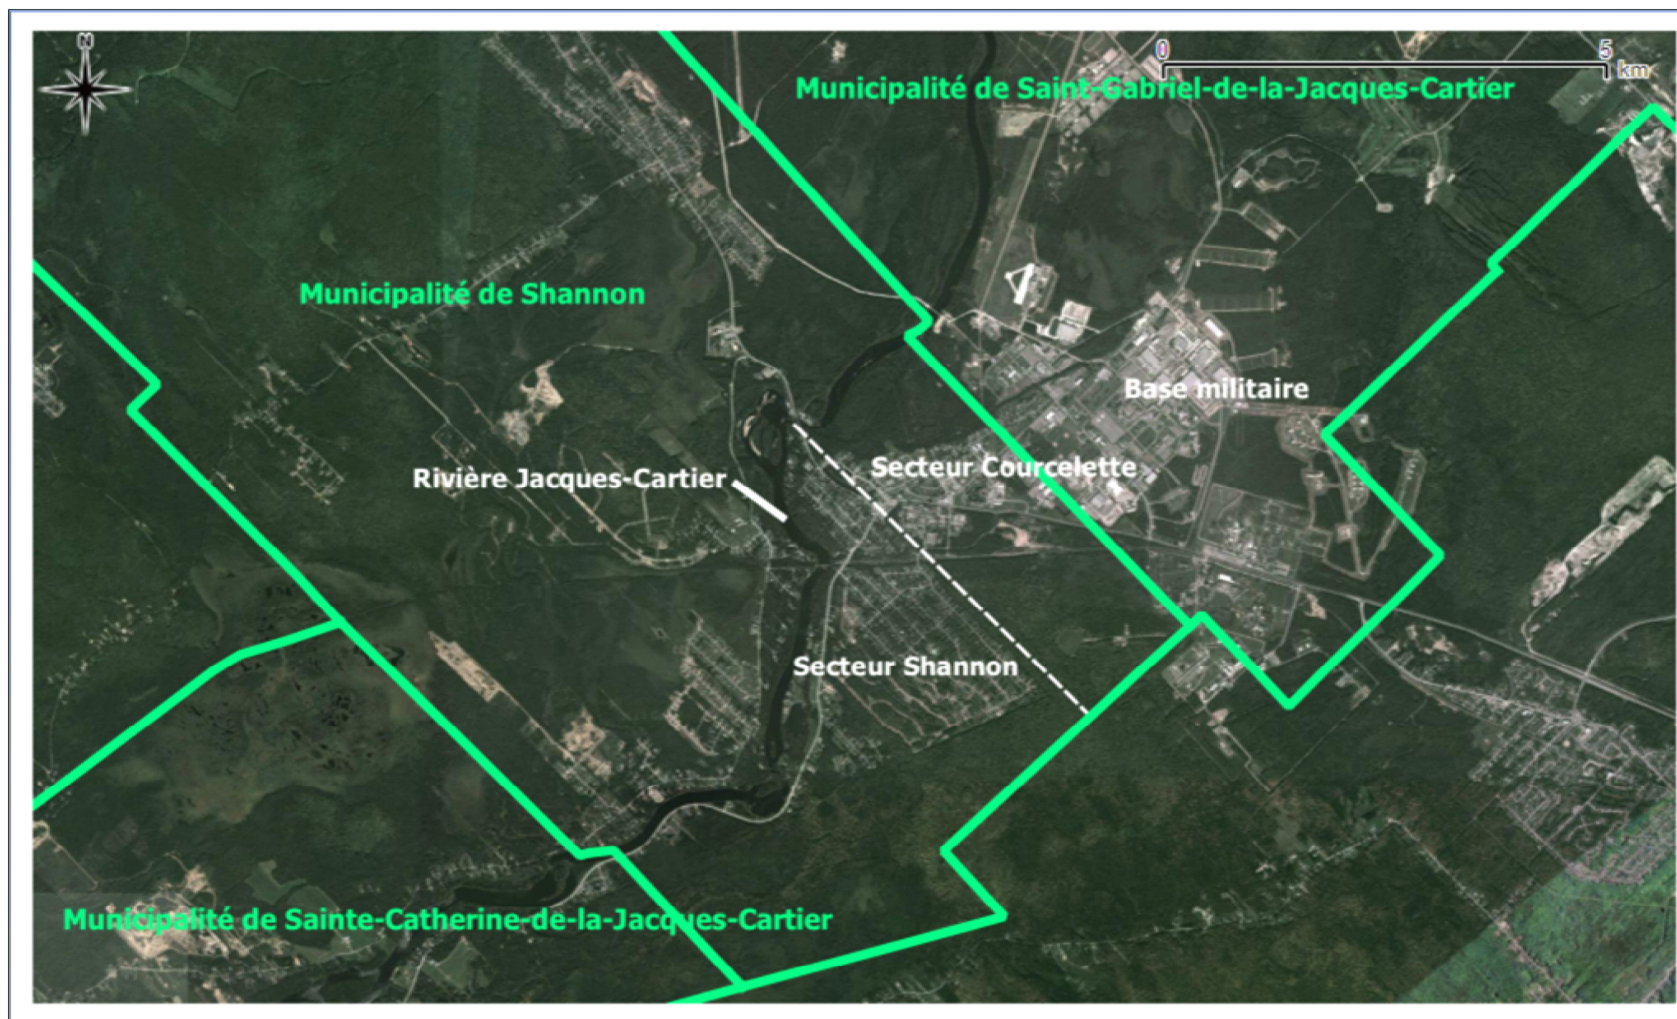 N
0
5
km
Municipalité de Saint-Gabriel-de-la-Jacques-Cartier
Municipalité de Shannon
Base militaire
Secteur Courcelette
Rivière Jacques-Cartier
Secteur Shannon
Municipalité de Sainte-Catherine-de-la-Jacques-Cartier